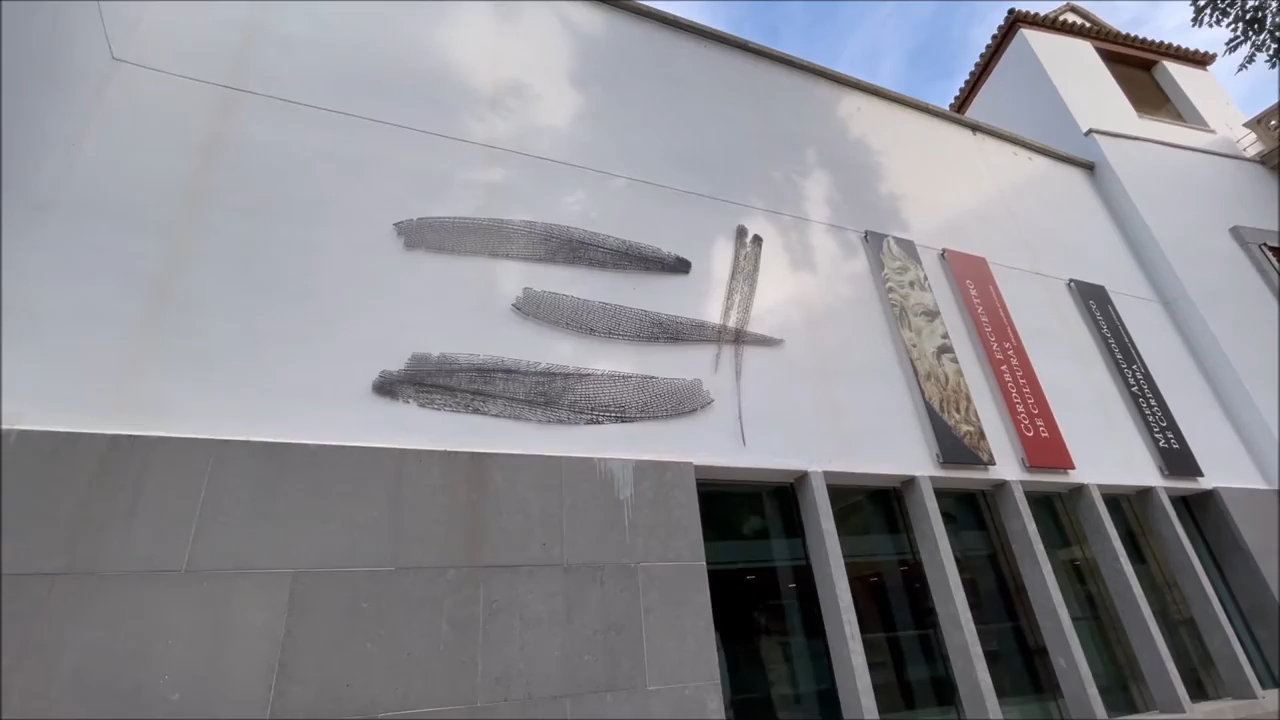 CÓRDOBA ENCUENTRO
DE CULTURAS
MUSEO ARQUEOLÓGICO
DE CÓRDOBA